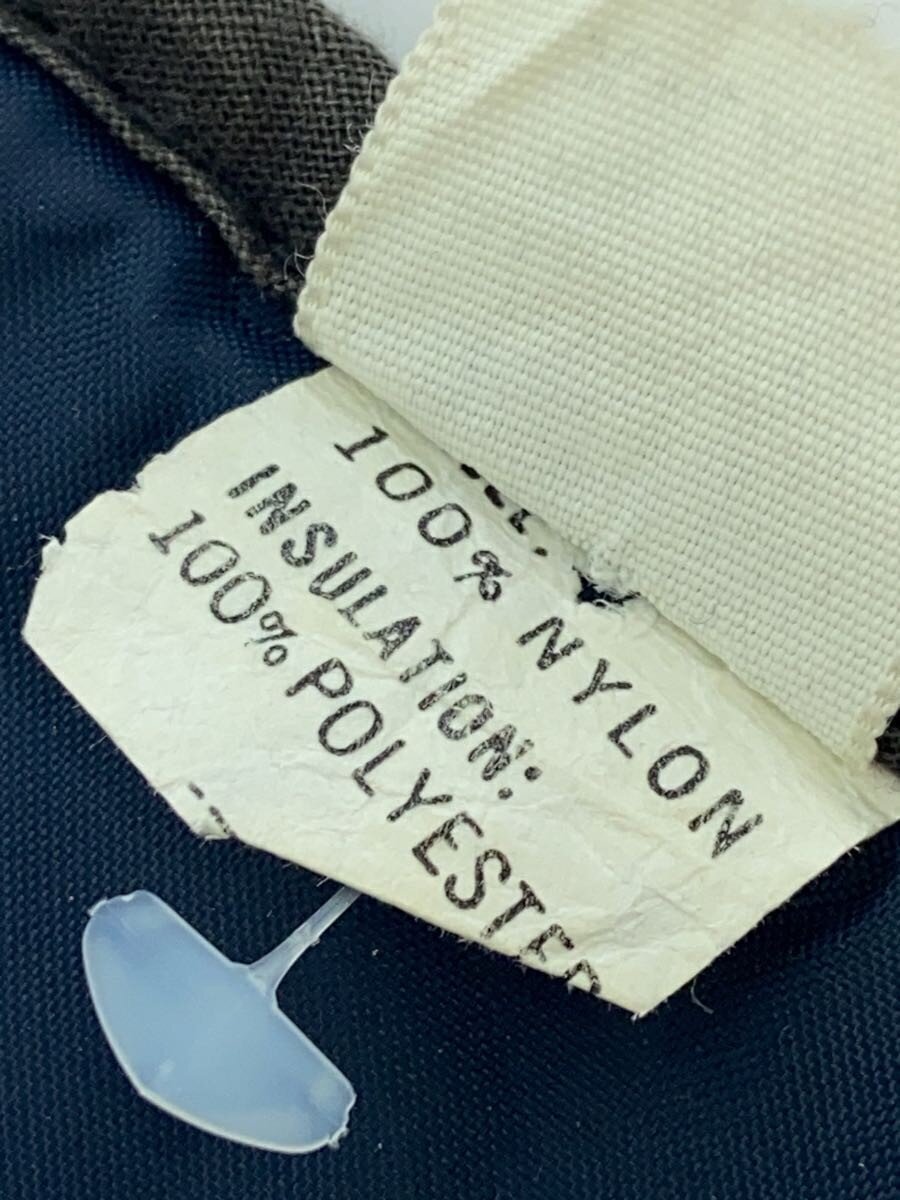 100% NYLON
INSULATION:
100% POLYESTER